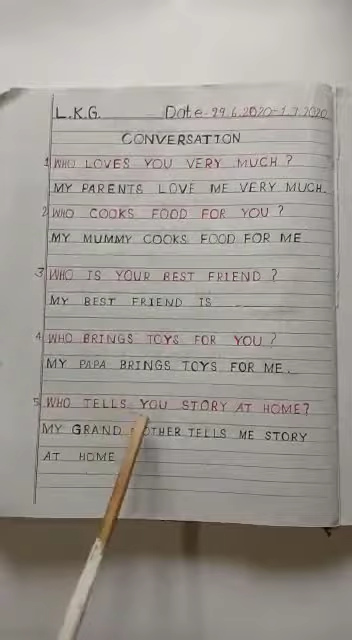 L.K.G. Date-29.6.2020-1.7.2020
CONVERSATION
1 WHO LOVES YOU VERY MUCH ?
MY PARENTS LOVE ME VERY MUCH.
2 WHO COOKS FOOD FOR YOU ?
MY MUMMY COOKS FOOD FOR ME
3 WHO IS YOUR BEST FRIEND ?
MY BEST FRIEND IS
4 WHO BRINGS TOYS FOR YOU ?
MY PAPA BRINGS TOYS FOR ME.
5 WHO TELLS YOU STORY AT HOME?
MY GRAND MOTHER TELLS ME STORY
AT HOME